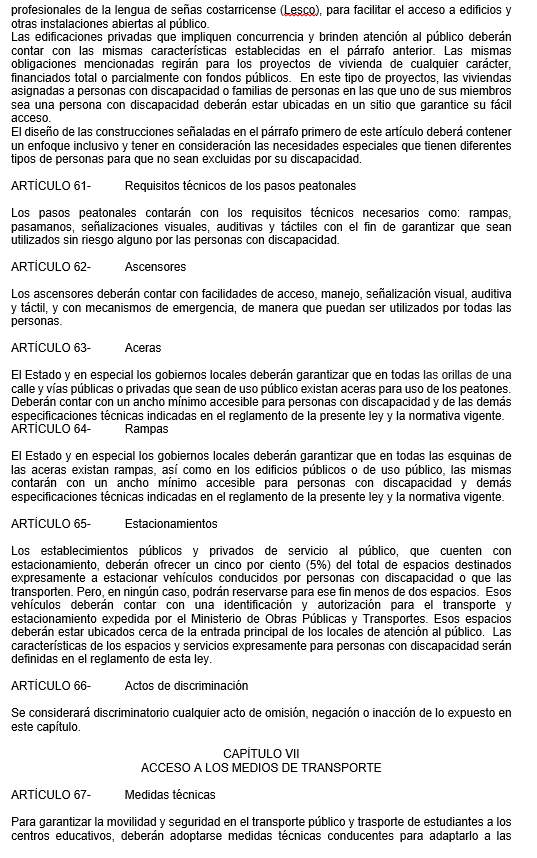 profesionales de la lengua de señas costarricense (Lesco), para facilitar el acceso a edificios y
otras instalaciones abiertas al público.
Las edificaciones privadas que impliquen concurrencia y brinden atención al público deberán
contar con las mismas características establecidas en el párrafo anterior. Las mismas
obligaciones mencionadas regirán para los proyectos de vivienda de cualquier carácter,
financiados total o parcialmente con fondos públicos. En este tipo de proyectos, las viviendas
asignadas a personas con discapacidad o familias de personas en las que uno de sus miembros
sea una persona con discapacidad deberán estar ubicadas en un sitio que garantice su fácil
acceso.
El diseño de las construcciones señaladas en el párrafo primero de este artículo deberá contener
un enfoque inclusivo y tener en consideración las necesidades especiales que tienen diferentes
tipos de personas para que no sean excluidas por su discapacidad.
ARTÍCULO 61- Requisitos técnicos de los pasos peatonales
Los pasos peatonales contarán con los requisitos técnicos necesarios como: rampas,
pasamanos, señalizaciones visuales, auditivas y táctiles con el fin de garantizar que sean
utilizados sin riesgo alguno por las personas con discapacidad.
ARTÍCULO 62- Ascensores
Los ascensores deberán contar con facilidades de acceso, manejo, señalización visual, auditiva
y táctil, y con mecanismos de emergencia, de manera que puedan ser utilizados por todas las
personas.
ARTÍCULO 63- Aceras
El Estado y en especial los gobiernos locales deberán garantizar que en todas las orillas de una
calle y vías públicas o privadas que sean de uso público existan aceras para uso de los peatones.
Deberán contar con un ancho mínimo accesible para personas con discapacidad y de las demás
especificaciones técnicas indicadas en el reglamento de la presente ley y la normativa vigente.
ARTÍCULO 64- Rampas
El Estado y en especial los gobiernos locales deberán garantizar que en todas las esquinas de
las aceras existan rampas, así como en los edificios públicos o de uso público, las mismas
contarán con un ancho mínimo accesible para personas con discapacidad y demás
especificaciones técnicas indicadas en el reglamento de la presente ley y la normativa vigente.
ARTÍCULO 65- Estacionamientos
Los establecimientos públicos y privados de servicio al público, que cuenten con
estacionamiento, deberán ofrecer un cinco por ciento (5%) del total de espacios destinados
expresamente a estacionar vehículos conducidos por personas con discapacidad o que las
transporten. Pero, en ningún caso, podrán reservarse para ese fin menos de dos espacios. Esos
vehículos deberán contar con una identificación y autorización para el transporte y
estacionamiento expedida por el Ministerio de Obras Públicas y Transportes. Esos espacios
deberán estar ubicados cerca de la entrada principal de los locales de atención al público. Las
características de los espacios y servicios expresamente para personas con discapacidad serán
definidas en el reglamento de esta ley.
ARTÍCULO 66- Actos de discriminación
Se considerará discriminatorio cualquier acto de omisión, negación o inacción de lo expuesto en
este capítulo.
CAPÍTULO VII
ACCESO A LOS MEDIOS DE TRANSPORTE
ARTÍCULO 67- Medidas técnicas
Para garantizar la movilidad y seguridad en el transporte público y trasporte de estudiantes a los
centros educativos, deberán adoptarse medidas técnicas conducentes para adaptarlo a las